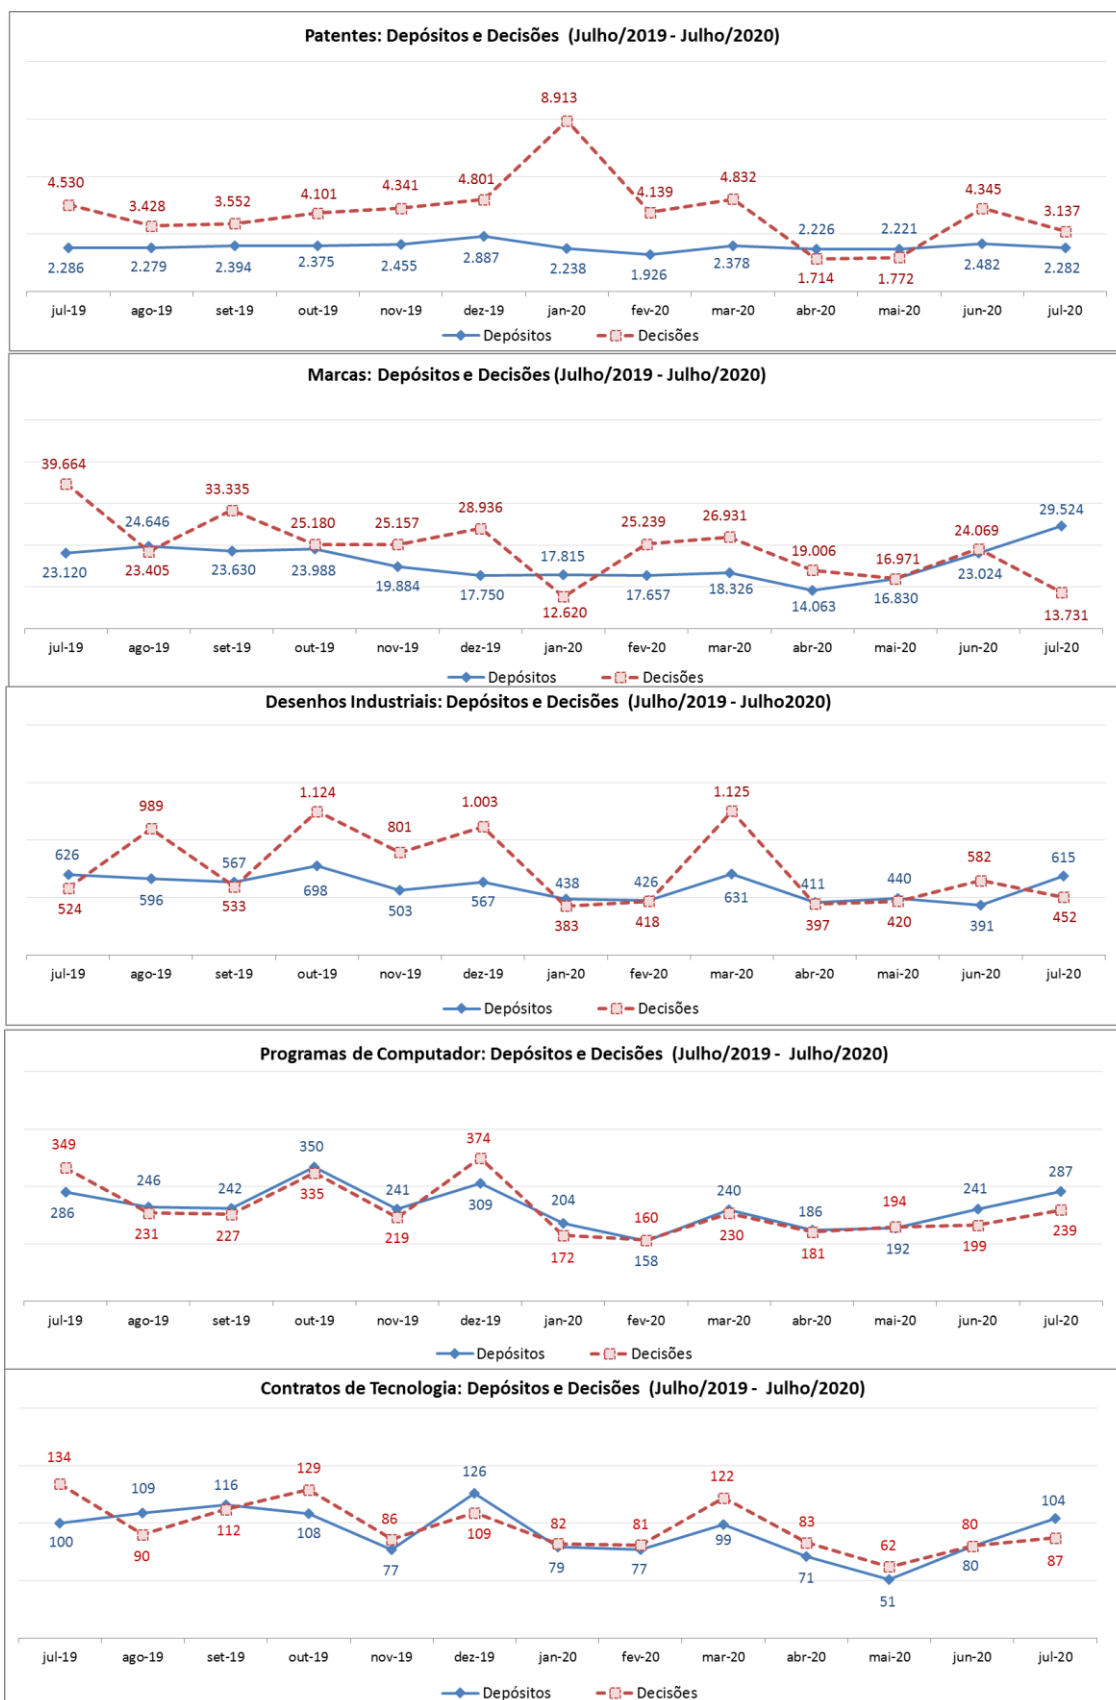 Patentes: Depósitos e Decisões (Julho/2019 - Julho/2020)
8.913
4.530 3.428 3.552 4.101 4.341 4.801 4.139 4.832 2.226 2.221 4.345 3.137
2.286 2.279 2.394 2.375 2.455 2.887 2.238 1.926 2.378 1.714 1.772 2.482 2.282
jul-19 ago-19 set-19 out-19 nov-19 dez-19 jan-20 fev-20 mar-20 abr-20 mai-20 jun-20 jul-20
Depósitos Decisões
Marcas: Depósitos e Decisões (Julho/2019 - Julho/2020)
39.664 24.646 33.335 25.180 25.157 28.936 17.815 25.239 26.931 19.006 16.971 24.069 29.524
23.120 23.405 23.630 23.988 19.884 17.750 12.620 17.657 18.326 14.063 16.830 23.024 13.731
jul-19 ago-19 set-19 out-19 nov-19 dez-19 jan-20 fev-20 mar-20 abr-20 mai-20 jun-20 jul-20
Depósitos Decisões
Desenhos Industriais: Depósitos e Decisões (Julho/2019 - Julho2020)
626 989 567 1.124 801 1.003 438 426 1.125 411 440 582 615
524 596 533 698 503 567 383 418 631 397 420 391 452
jul-19 ago-19 set-19 out-19 nov-19 dez-19 jan-20 fev-20 mar-20 abr-20 mai-20 jun-20 jul-20
Depósitos Decisões
Programas de Computador: Depósitos e Decisões (Julho/2019 - Julho/2020)
349 246 242 350 241 374 204 160 240 186 194 241 287
286 231 227 335 219 309 172 158 230 181 192 199 239
jul-19 ago-19 set-19 out-19 nov-19 dez-19 jan-20 fev-20 mar-20 abr-20 mai-20 jun-20 jul-20
Depósitos Decisões
Contratos de Tecnologia: Depósitos e Decisões (Julho/2019 - Julho/2020)
134 109 116 129 86 126 82 81 122 83 62 80 104
100 90 112 108 77 109 79 77 99 71 51 80 87
jul-19 ago-19 set-19 out-19 nov-19 dez-19 jan-20 fev-20 mar-20 abr-20 mai-20 jun-20 jul-20
Depósitos Decisões